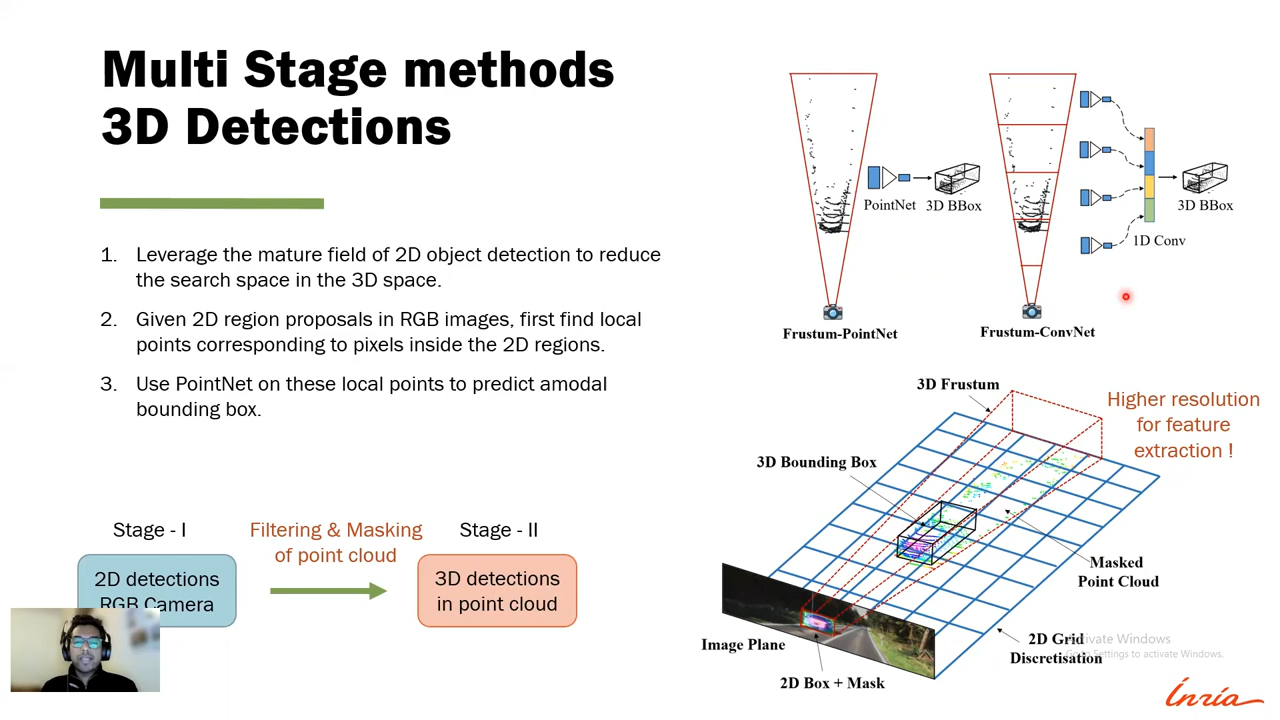 Multi Stage methods
3D Detections
1. Leverage the mature field of 2D object detection to reduce
the search space in the 3D space.
2. Given 2D region proposals in RGB images, first find local
points corresponding to pixels inside the 2D regions.
3. Use PointNet on these local points to predict amodal
bounding box.
Stage - I
Filtering & Masking
of point cloud
Stage - II
2D detections
RGB Camera
3D detections
in point cloud
PointNet
3D BBox
Frustum-PointNet
1D Conv
3D BBox
Frustum-ConvNet
3D Frustum
Higher resolution
for feature
extraction !
3D Bounding Box
Masked
Point Cloud
Image Plane
2D Box + Mask
2D Grid
Discretisation
Activate Windows
Go to Settings to activate Windows.
Inria